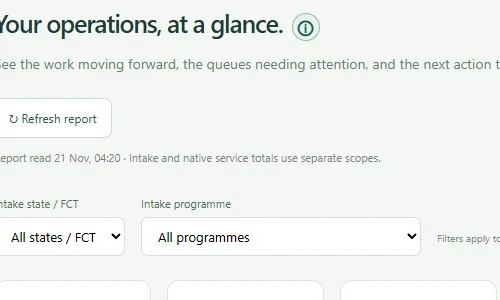 Your operations, at a glance.
See the work moving forward, the queues needing attention, and the next action
↻ Refresh report
report read 21 Nov, 04:20 · Intake and native service totals use separate scopes.
Intake state / FCT
Intake programme
All states / FCT
All programmes
Filters apply to